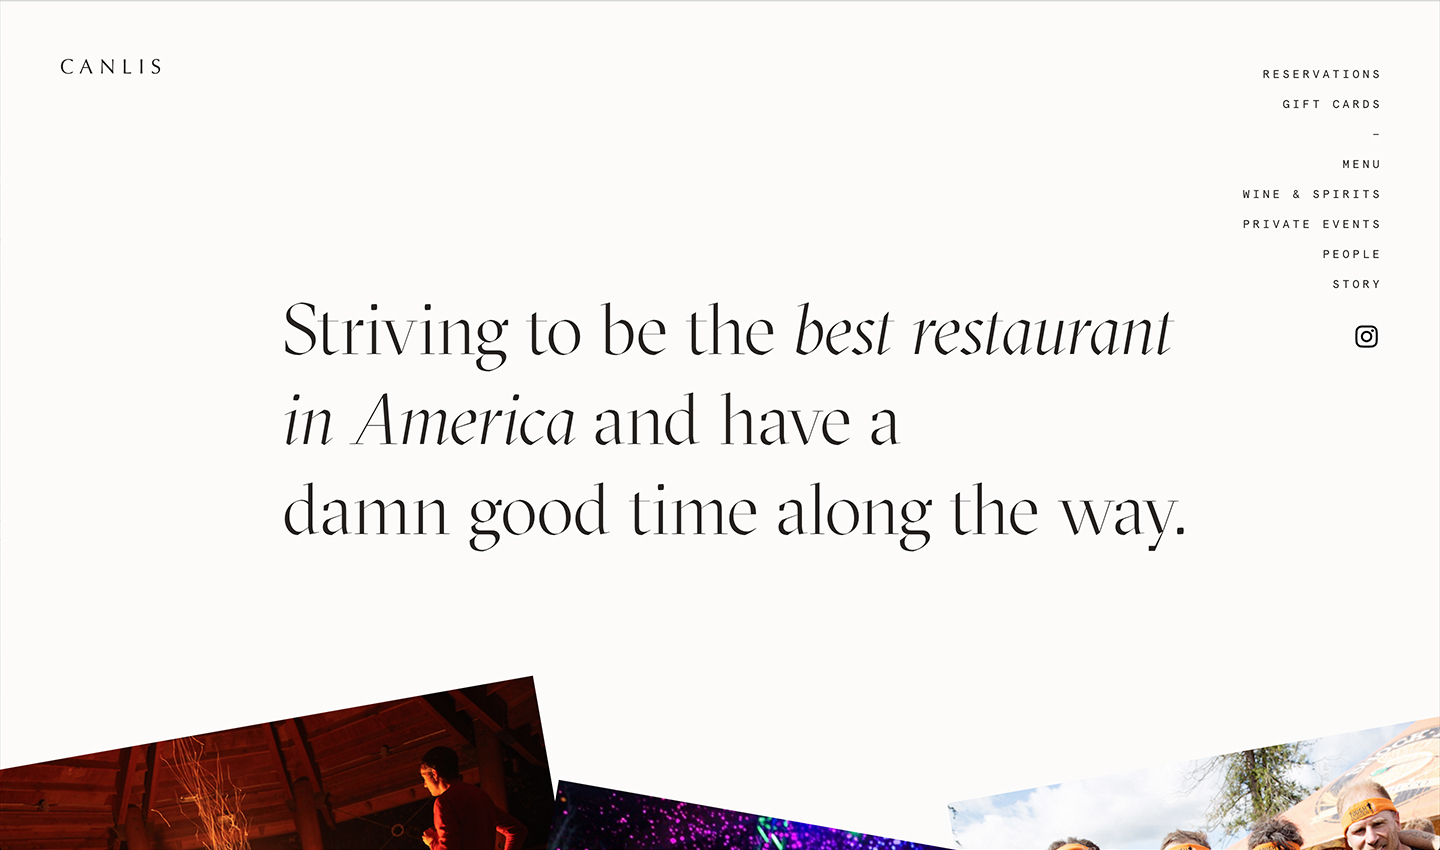 CANLIS
RESERVATIONS
GIFT CARDS
–
MENU
WINE & SPIRITS
PRIVATE EVENTS
PEOPLE
STORY
Striving to be the best restaurant
in America and have a
damn good time along the way.